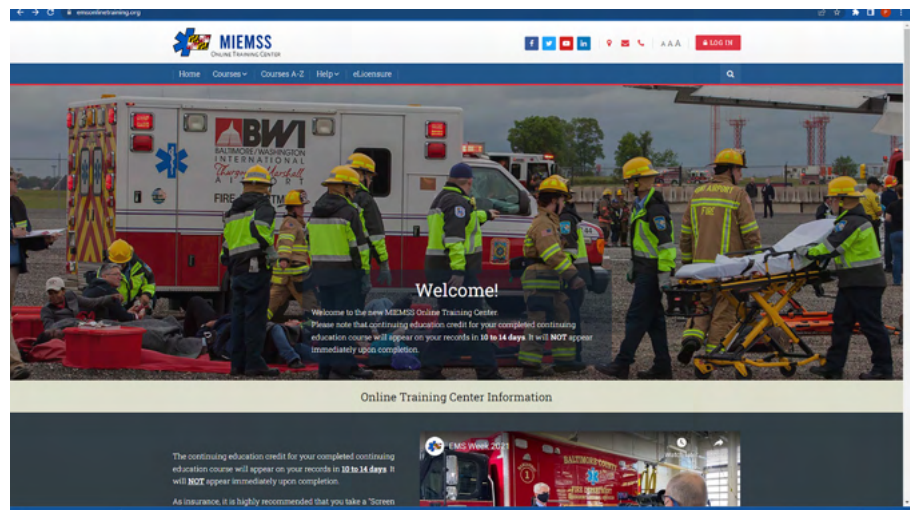 emsonlinetraining.org
MIEMSS
ONLINE TRAINING CENTER
A A A
LOG IN
Home Courses Courses A-Z Help eLicensure
BWI
BALTIMORE/WASHINGTON
INTERNATIONAL
Thurgood Marshall
AIRPORT
FIRE
AIRPORT
FIRE
Welcome!
Welcome to the new MIEMSS Online Training Center.
Please note that continuing education credit for your completed continuing
education course will appear on your records in 10 to 14 days. It will NOT appear
immediately upon completion.
Online Training Center Information
The continuing education credit for your completed continuing
education course will appear on your records in 10 to 14 days. It
will NOT appear immediately upon completion.
As insurance, it is highly recommended that you take a "Screen
EMS Week 2021
1
BALTIMORE COUNTY
FIRE DEPARTMENT